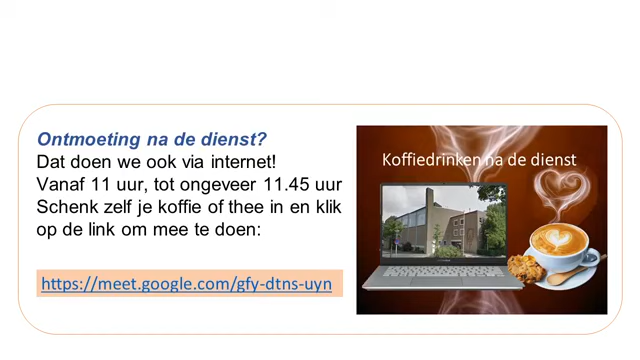 Ontmoeting na de dienst?
Dat doen we ook via internet!
Vanaf 11 uur, tot ongeveer 11.45 uur
Schenk zelf je koffie of thee in en klik
op de link om mee te doen:
https://meet.google.com/gfy-dtns-uyn
Koffiedrinken na de dienst